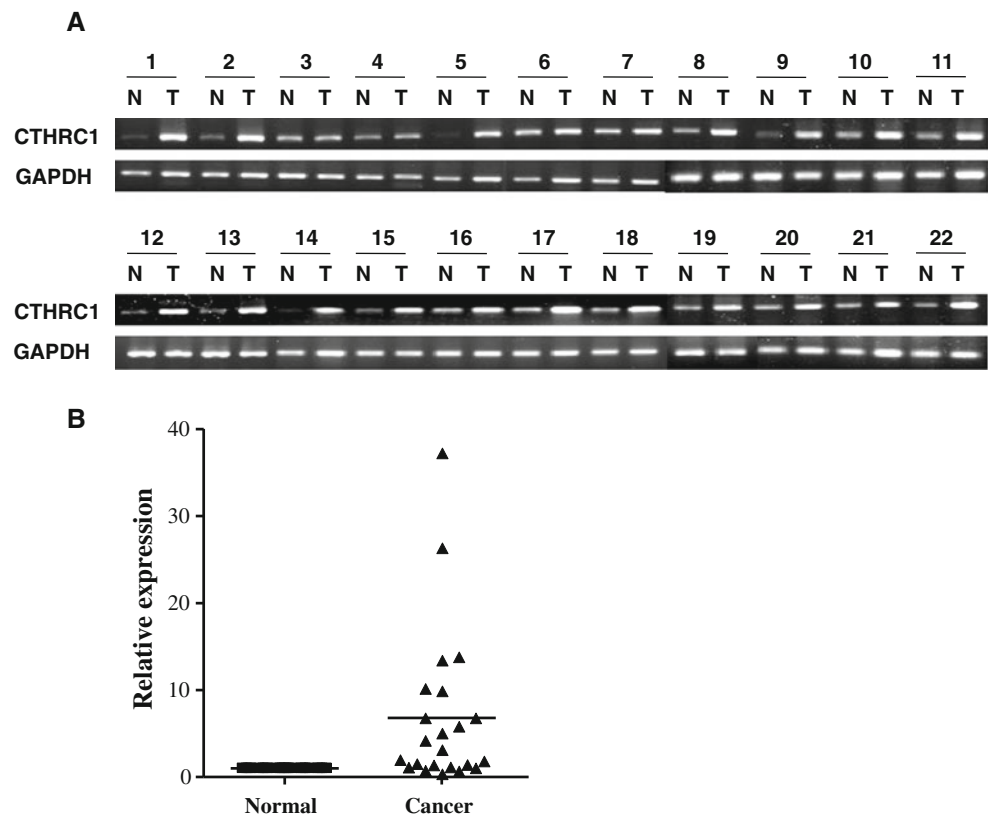 A
1 2 3 4 5 6 7 8 9 10 11
N T N T N T N T N T N T N T N T N T N T N T
CTHRC1
GAPDH
12 13 14 15 16 17 18 19 20 21 22
N T N T N T N T N T N T N T N T N T N T N T
CTHRC1
GAPDH
B
40
30
20
10
0
Relative expression
Normal Cancer